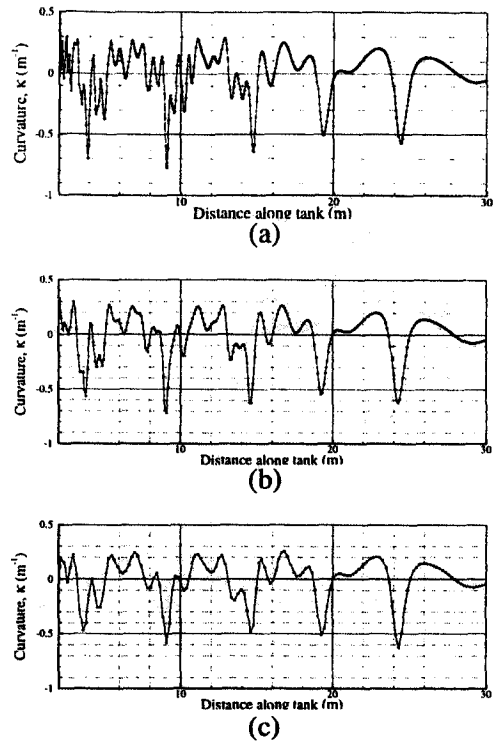 0.5
0
-0.5
-1
Curvature, κ (m⁻¹)
10 20 30
Distance along tank (m)
(a)
0.5
0
-0.5
-1
Curvature, κ (m⁻¹)
10 20 30
Distance along tank (m)
(b)
0.5
0
-0.5
-1
Curvature, κ (m⁻¹)
10 20 30
Distance along tank (m)
(c)